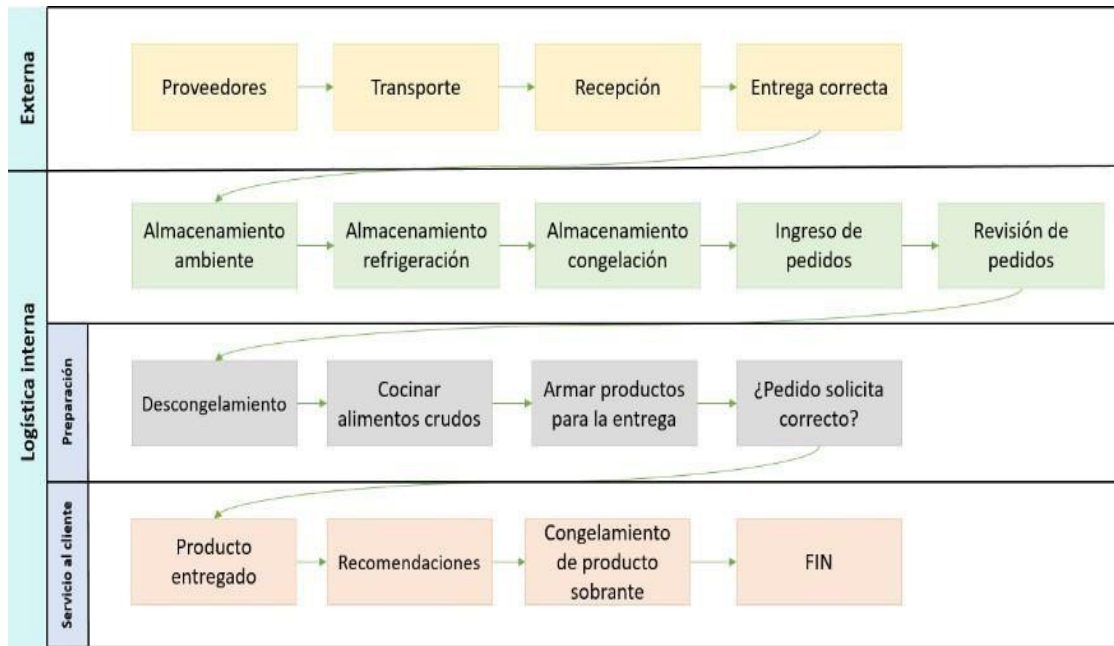 Externa
Proveedores
Transporte
Recepción
Entrega correcta
Logística interna
Almacenamiento
ambiente
Almacenamiento
refrigeración
Almacenamiento
congelación
Ingreso de
pedidos
Revisión de
pedidos
Preparación
Descongelamiento
Cocinar
alimentos crudos
Armar productos
para la entrega
¿Pedido solicita
correcto?
Servicio al cliente
Producto
entregado
Recomendaciones
Congelamiento
de producto
sobrante
FIN